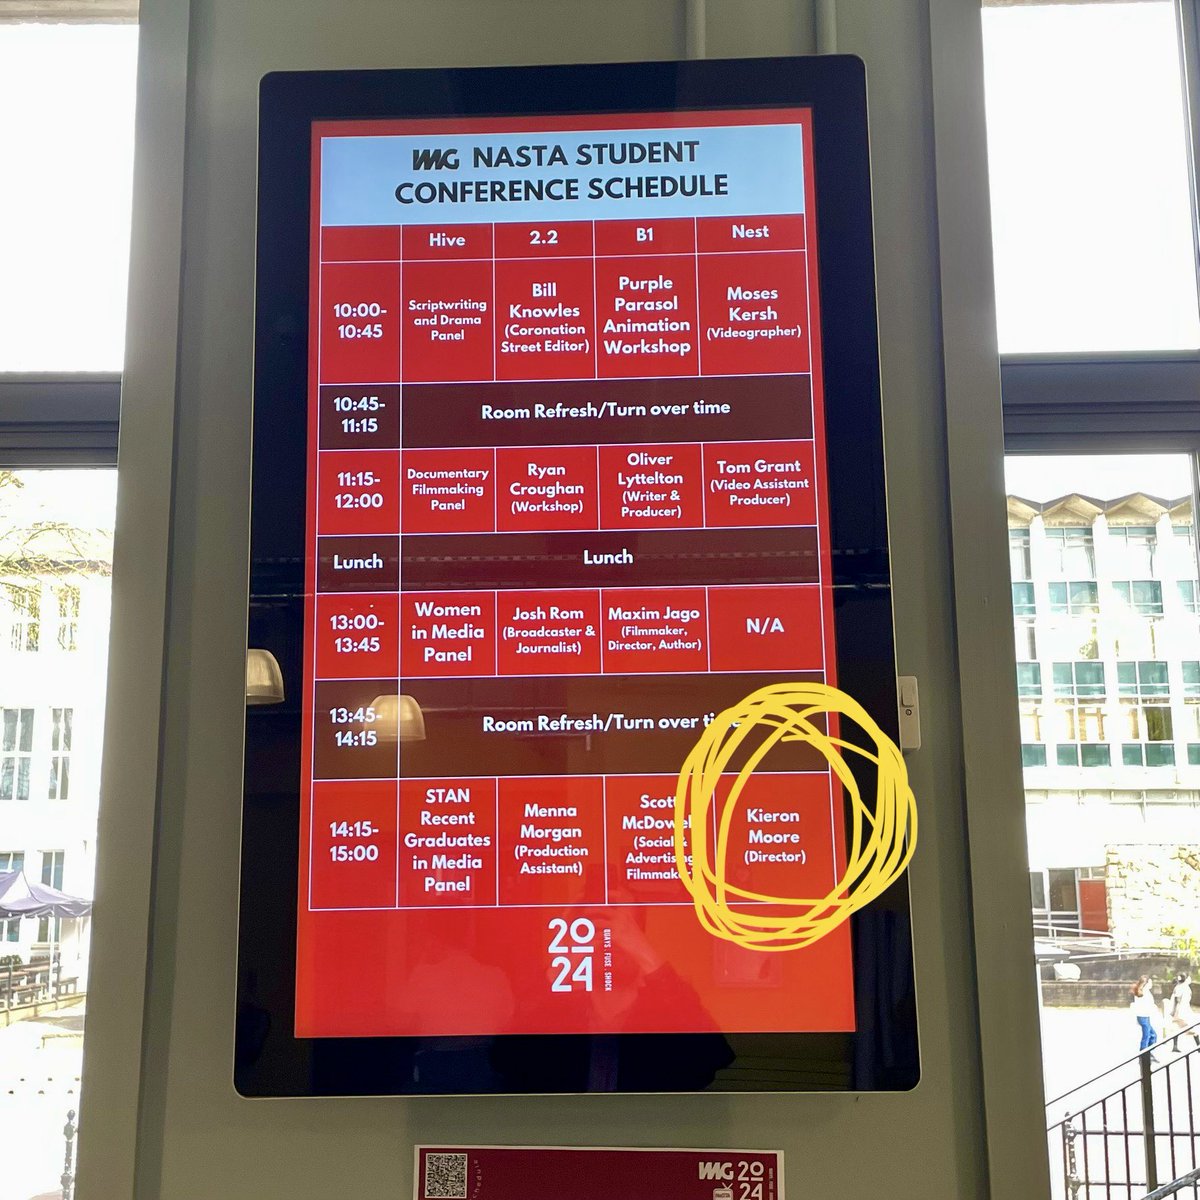 IMG NASTA STUDENT
CONFERENCE SCHEDULE
Hive 2.2 B1 Nest
10:00-
10:45
Scriptwriting
and Drama
Panel
Bill
Knowles
(Coronation
Street Editor)
Purple
Parasol
Animation
Workshop
Moses
Kersh
(Videographer)
10:45-
11:15
Room Refresh/Turn over time
11:15-
12:00
Documentary
Filmmaking
Panel
Ryan
Croughan
(Workshop)
Oliver
Lyttelton
(Writer &
Producer)
Tom Grant
(Video Assistant
Producer)
Lunch
Lunch
13:00-
13:45
Women
in Media
Panel
Josh Rom
(Broadcaster &
Journalist)
Maxim Jago
(Filmmaker,
Director, Author)
N/A
13:45-
14:15
Room Refresh/Turn over time
14:15-
15:00
STAN
Recent
Graduates
in Media
Panel
Menna
Morgan
(Production
Assistant)
Scott
McDowell
(Social &
Advertising
Filmmaker)
Kieron
Moore
(Director)
20
24
QUAYS. FUSE. SHOCK
IMG 20
24